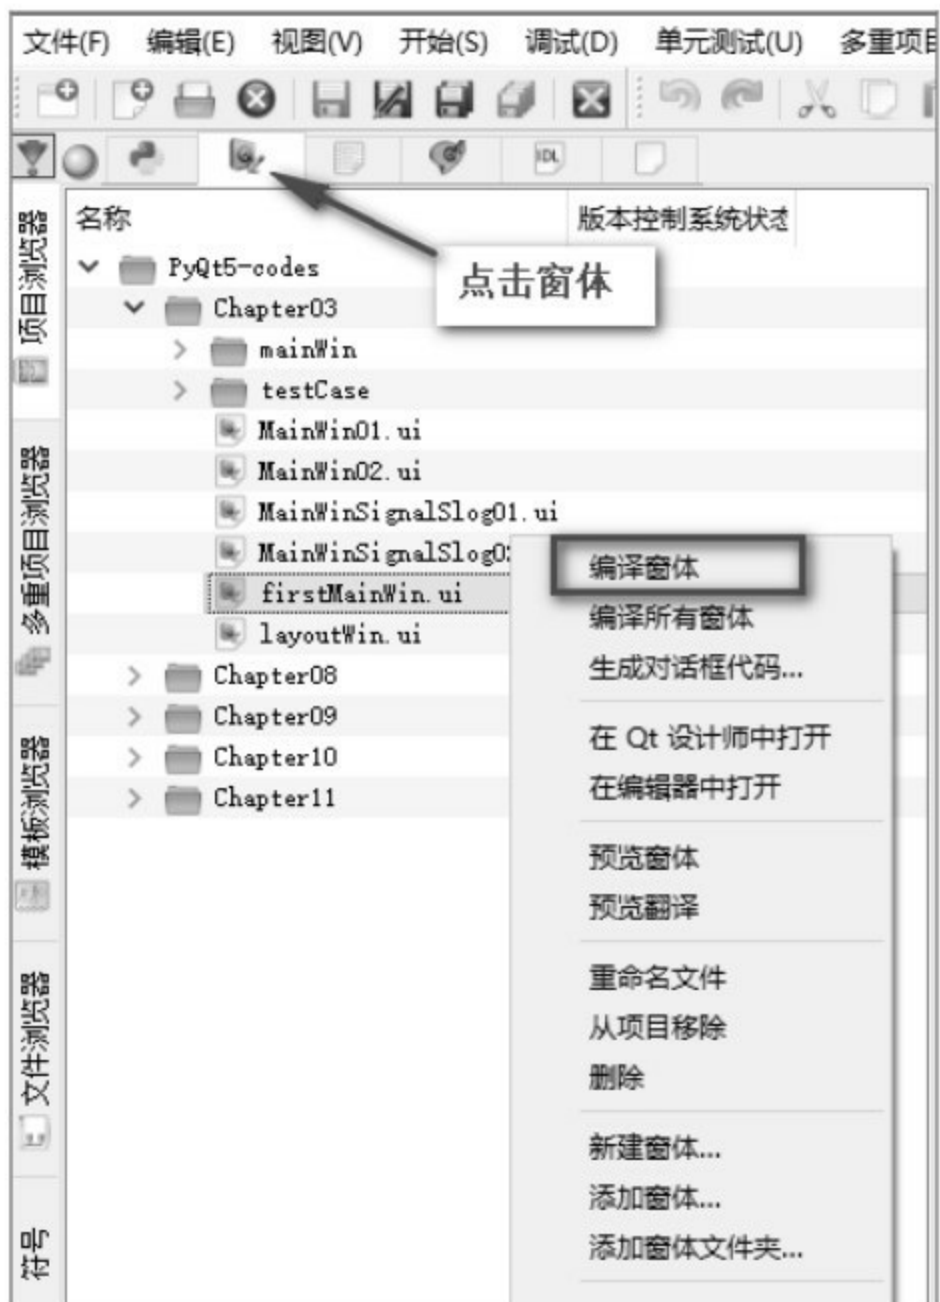 文件(F) 编辑(E) 视图(V) 开始(S) 调试(D) 单元测试(U) 多重项目
IDL
名称 版本控制系统状态
PyQt5-codes
点击窗体
Chapter03
mainWin
testCase
MainWin01.ui
MainWin02.ui
MainWinSignalSlog01.ui
MainWinSignalSlog02
firstMainWin.ui
layoutWin.ui
Chapter08
Chapter09
Chapter10
Chapter11
编译窗体
编译所有窗体
生成对话框代码...
在 Qt 设计师中打开
在编辑器中打开
预览窗体
预览翻译
重命名文件
从项目移除
删除
新建窗体...
添加窗体...
添加窗体文件夹...
项目浏览器
多重项目浏览器
模板浏览器
文件浏览器
符号